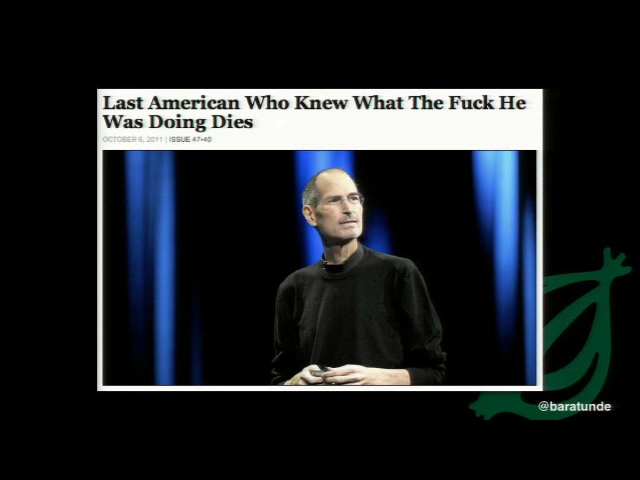 Last American Who Knew What The Fuck He
Was Doing Dies
OCTOBER 6, 2011 | ISSUE 47•40
@baratunde